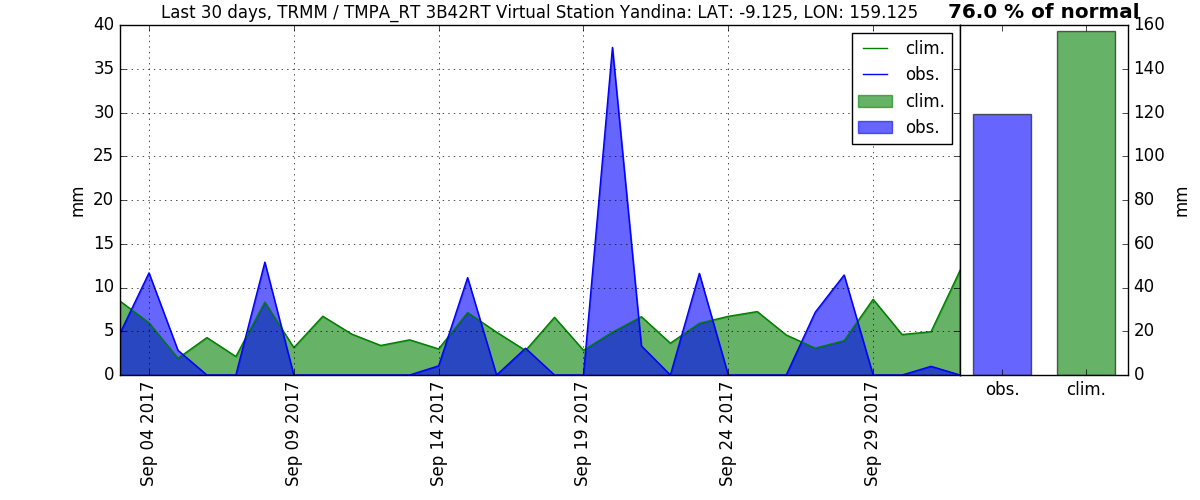 Last 30 days, TRMM / TMPA_RT 3B42RT Virtual Station Yandina: LAT: -9.125, LON: 159.125
76.0 % of normal
40
35
30
25
20
15
10
5
0
mm
clim.
obs.
clim.
obs.
Sep 04 2017
Sep 09 2017
Sep 14 2017
Sep 19 2017
Sep 24 2017
Sep 29 2017
160
140
120
100
80
60
40
20
0
mm
obs.
clim.